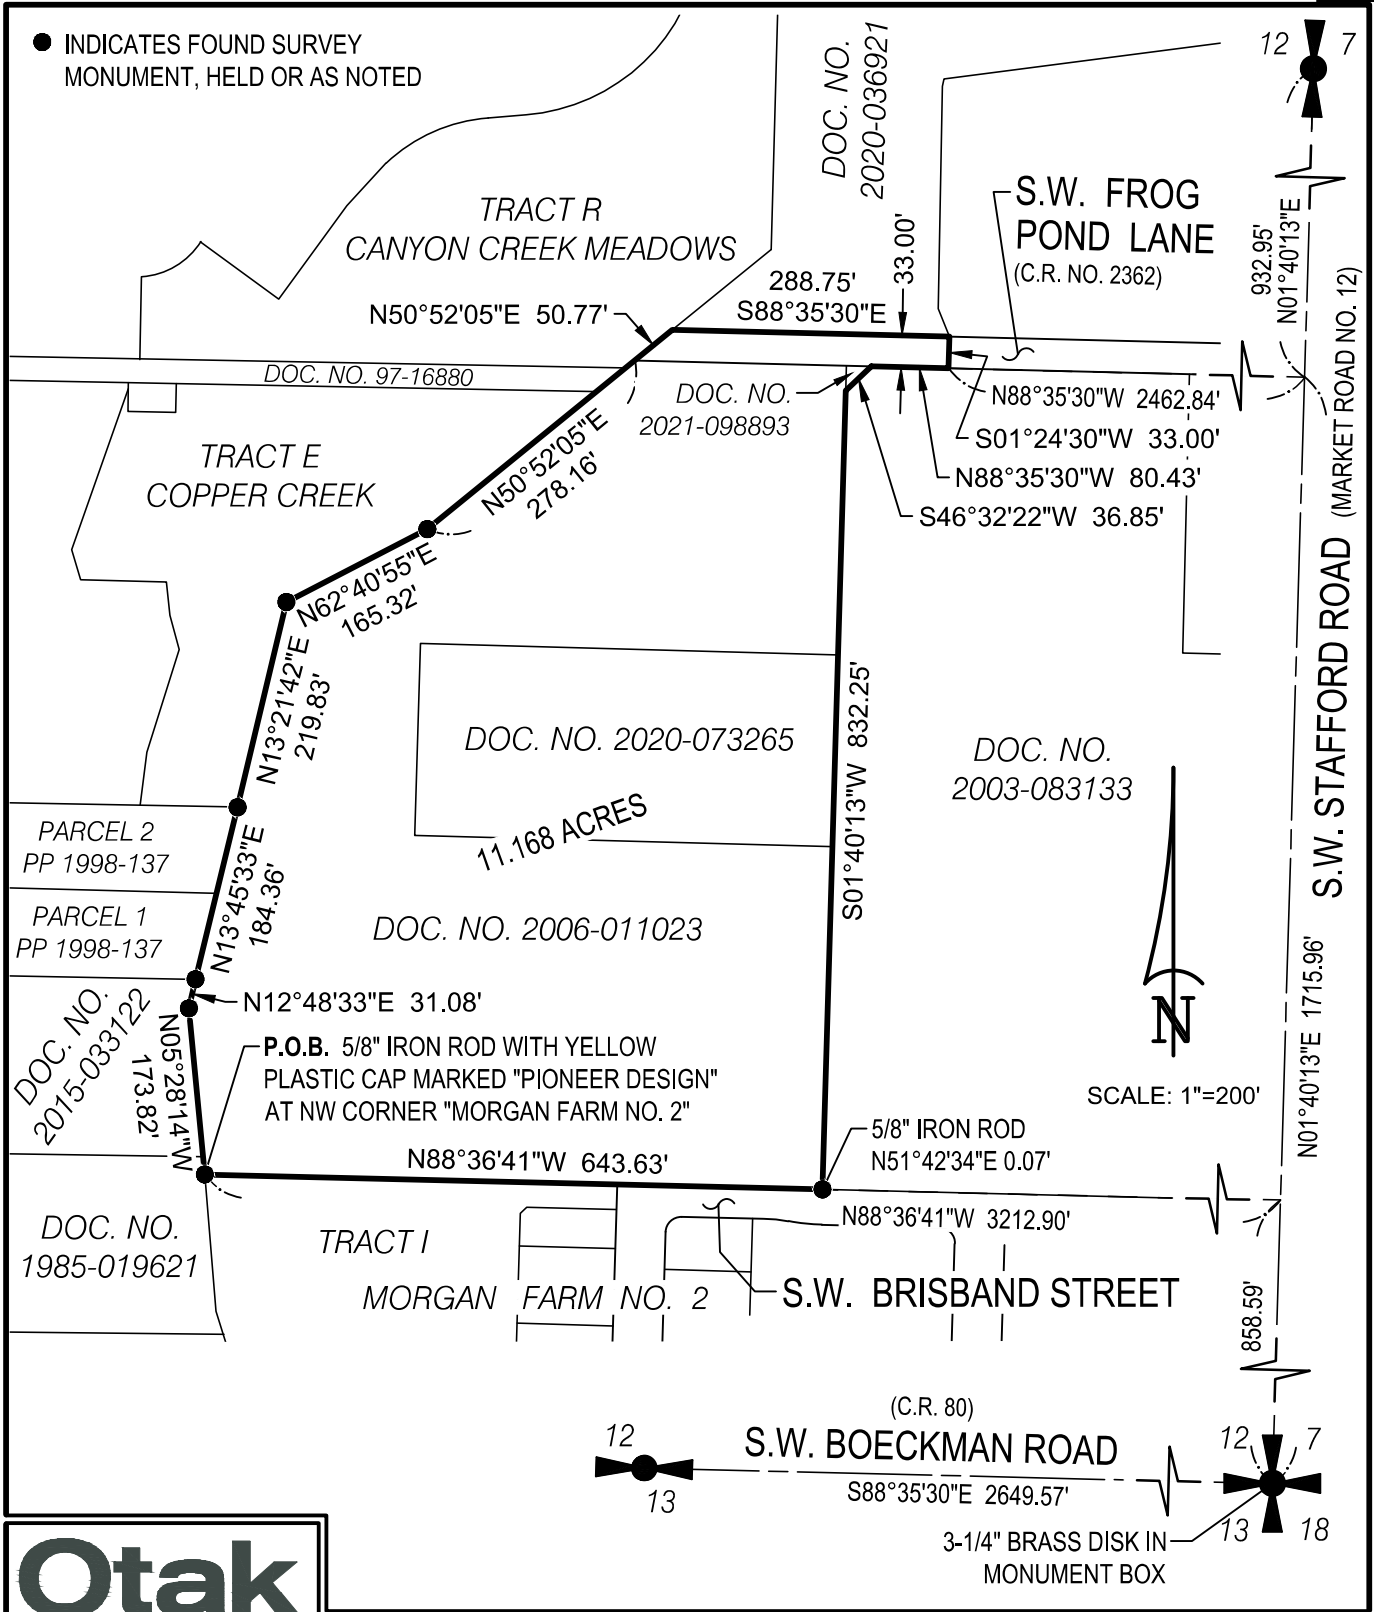 INDICATES FOUND SURVEY
MONUMENT, HELD OR AS NOTED
DOC. NO.
2020-036921
12
7
TRACT R
CANYON CREEK MEADOWS
S.W. FROG
POND LANE
(C.R. NO. 2362)
932.95'
N01°40'13"E
288.75'
S88°35'30"E
33.00'
N50°52'05"E 50.77'
DOC. NO. 97-16880
DOC. NO.
2021-098893
N88°35'30"W 2462.84'
S01°24'30"W 33.00'
N88°35'30"W 80.43'
S46°32'22"W 36.85'
TRACT E
COPPER CREEK
N50°52'05"E
278.16'
N62°40'55"E
165.32'
N13°21'42"E
219.83'
S.W. STAFFORD ROAD (MARKET ROAD NO. 12)
DOC. NO. 2020-073265
S01°40'13"W 832.25'
DOC. NO.
2003-083133
11.168 ACRES
PARCEL 2
PP 1998-137
N13°45'33"E
184.36'
PARCEL 1
PP 1998-137
DOC. NO. 2006-011023
N12°48'33"E 31.08'
DOC. NO.
2015-033122
N05°28'14"W
173.82'
P.O.B. 5/8" IRON ROD WITH YELLOW
PLASTIC CAP MARKED "PIONEER DESIGN"
AT NW CORNER "MORGAN FARM NO. 2"
N
SCALE: 1"=200'
N01°40'13"E 1715.96'
5/8" IRON ROD
N51°42'34"E 0.07'
N88°36'41"W 643.63'
N88°36'41"W 3212.90'
DOC. NO.
1985-019621
TRACT I
MORGAN FARM NO. 2
S.W. BRISBAND STREET
858.59'
(C.R. 80)
S.W. BOECKMAN ROAD
S88°35'30"E 2649.57'
12
13
12
7
13
18
3-1/4" BRASS DISK IN
MONUMENT BOX
Otak